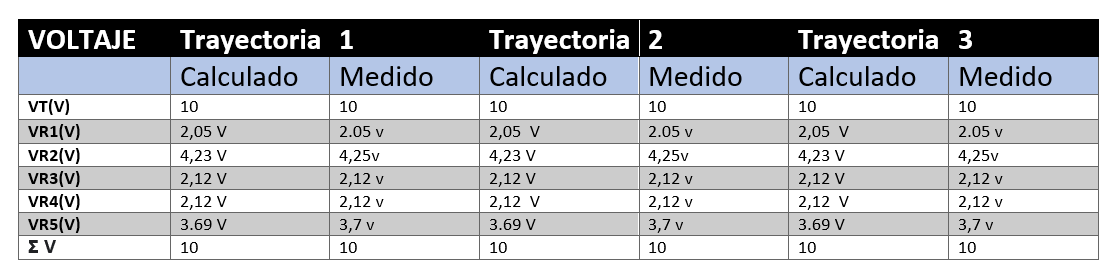 VOLTAJE Trayectoria 1 Trayectoria 2 Trayectoria 3
Calculado Medido Calculado Medido Calculado Medido
VT(V) 10 10 10 10 10 10
VR1(V) 2,05 V 2.05 v 2,05 V 2.05 v 2,05 V 2.05 v
VR2(V) 4,23 V 4,25v 4,23 V 4,25v 4,23 V 4,25v
VR3(V) 2,12 V 2,12 v 2,12 V 2,12 v 2,12 V 2,12 v
VR4(V) 2,12 V 2,12 v 2,12 V 2,12 v 2,12 V 2,12 v
VR5(V) 3.69 V 3,7 v 3.69 V 3,7 v 3.69 V 3,7 v
Σ V 10 10 10 10 10 10